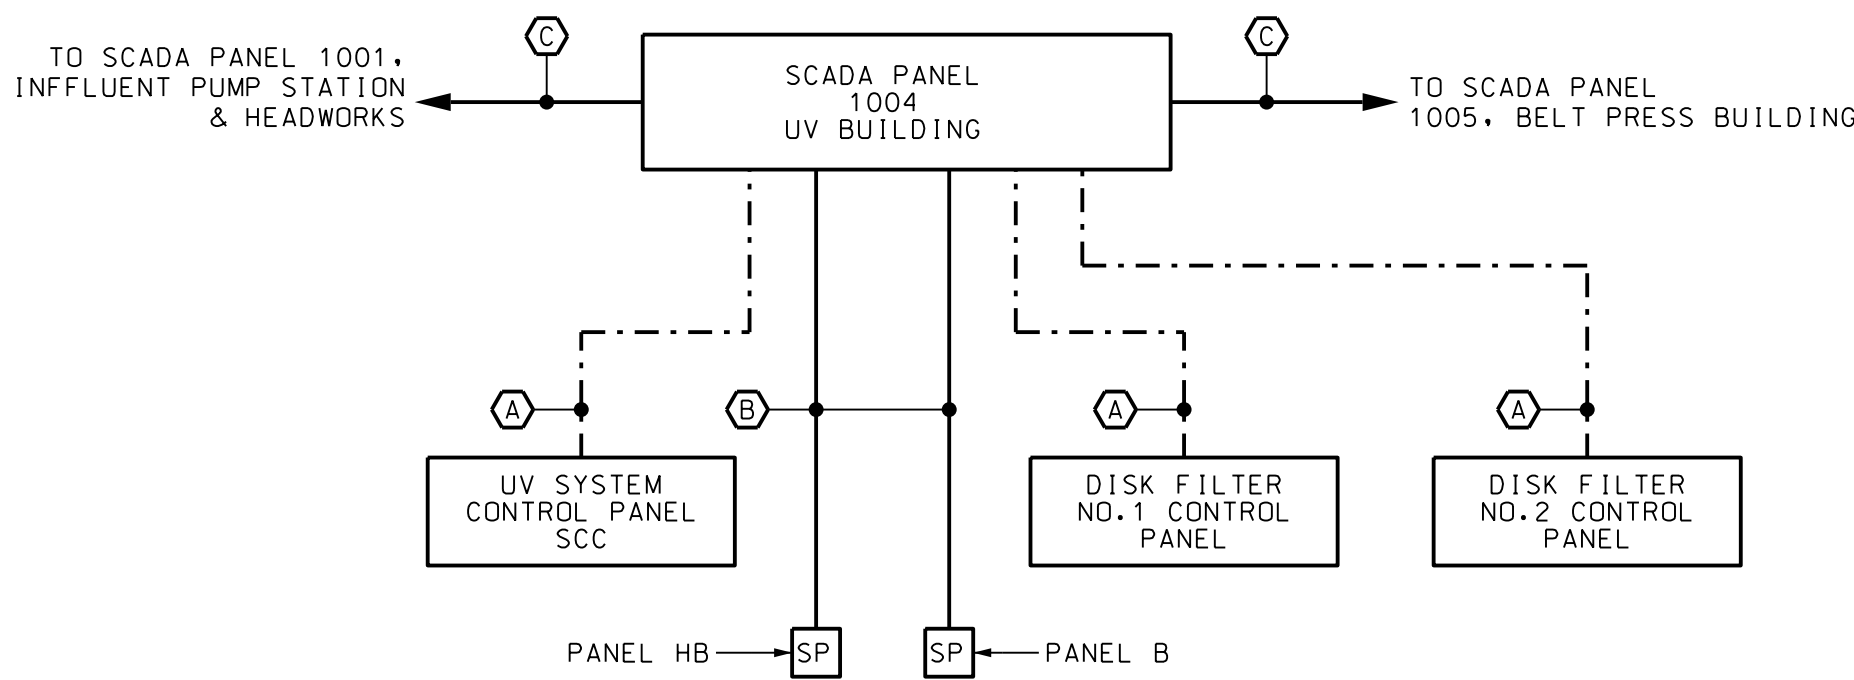 C
C
TO SCADA PANEL 1001,
INFFLUENT PUMP STATION
& HEADWORKS
SCADA PANEL
1004
UV BUILDING
TO SCADA PANEL
1005, BELT PRESS BUILDING
A
B
A
A
UV SYSTEM
CONTROL PANEL
SCC
DISK FILTER
NO.1 CONTROL
PANEL
DISK FILTER
NO.2 CONTROL
PANEL
PANEL HB
SP
SP
PANEL B